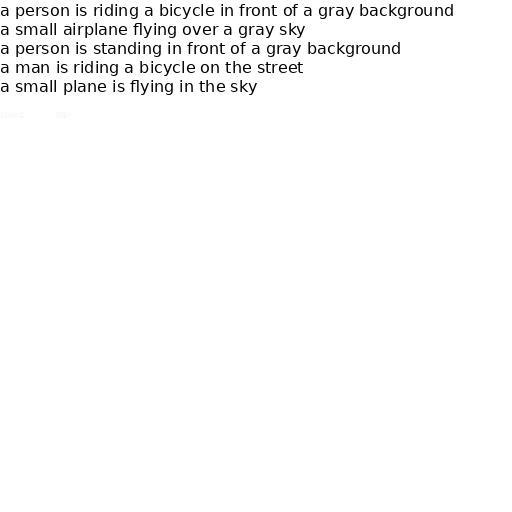 a person is riding a bicycle in front of a gray background
a small airplane flying over a gray sky
a person is standing in front of a gray background
a man is riding a bicycle on the street
a small plane is flying in the sky